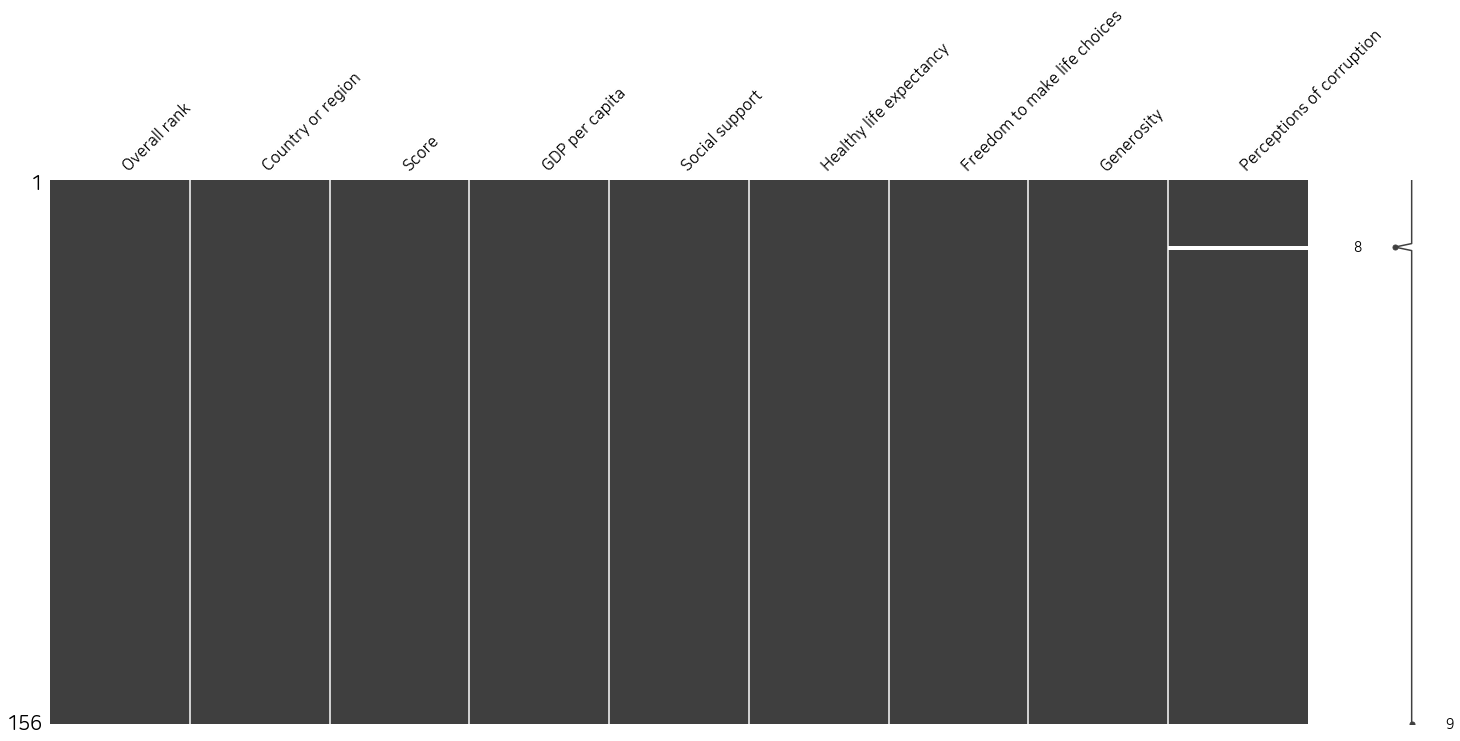 Overall rank
Country or region
Score
GDP per capita
Social support
Healthy life expectancy
Freedom to make life choices
Generosity
Perceptions of corruption
1
8
156
9